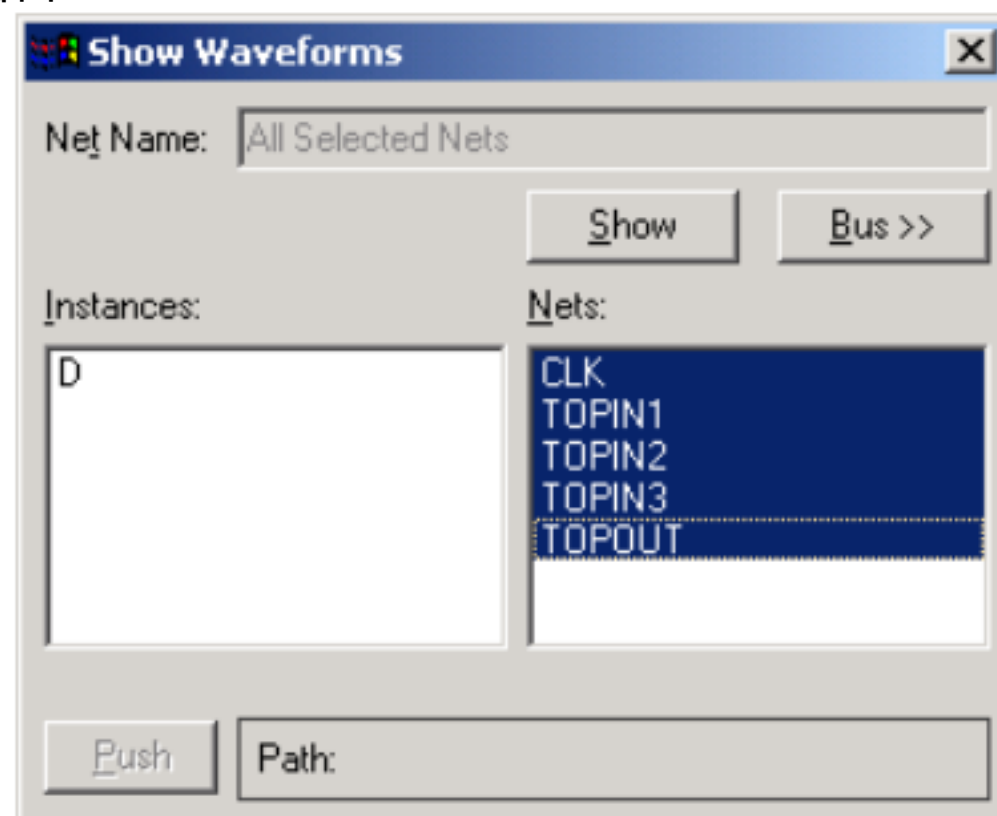 Show Waveforms
Net Name: All Selected Nets
Show Bus >>
Instances: Nets:
D
CLK
TOPIN1
TOPIN2
TOPIN3
TOPOUT
Push Path: